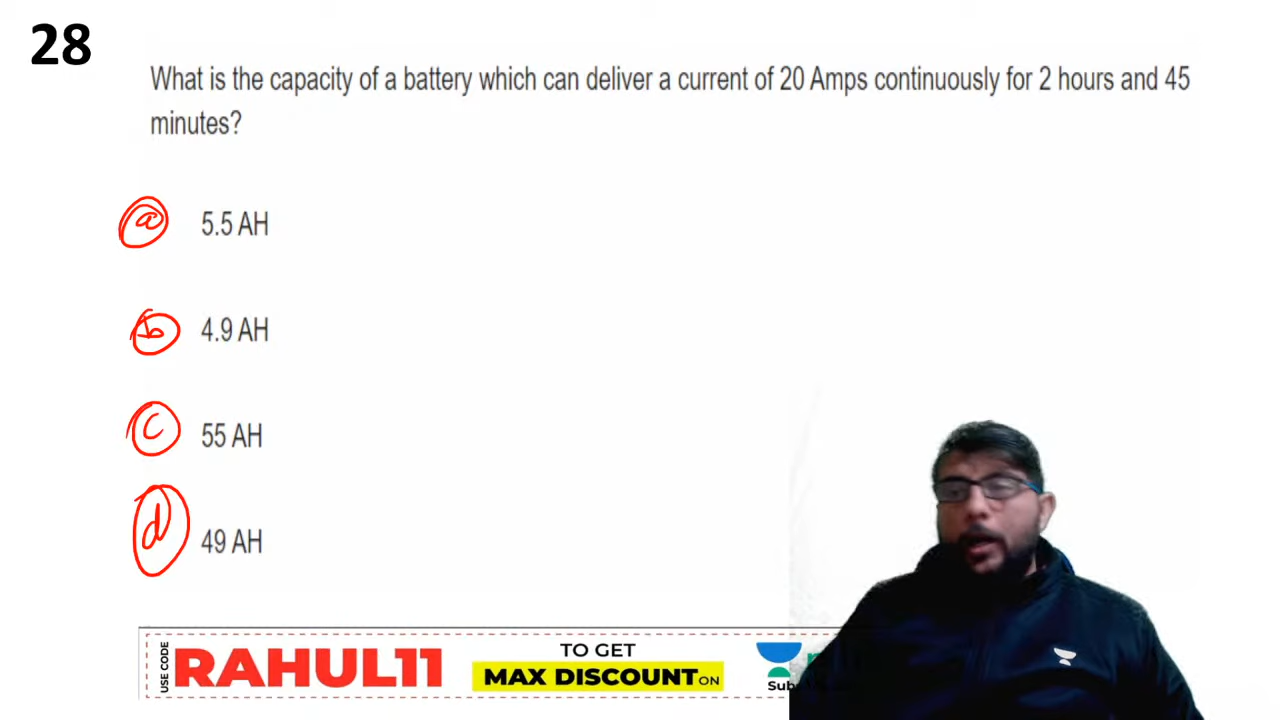 28
What is the capacity of a battery which can deliver a current of 20 Amps continuously for 2 hours and 45
minutes?
a 5.5 AH
b 4.9 AH
c 55 AH
d 49 AH
USE CODE
RAHUL11
TO GET
MAX DISCOUNT ON